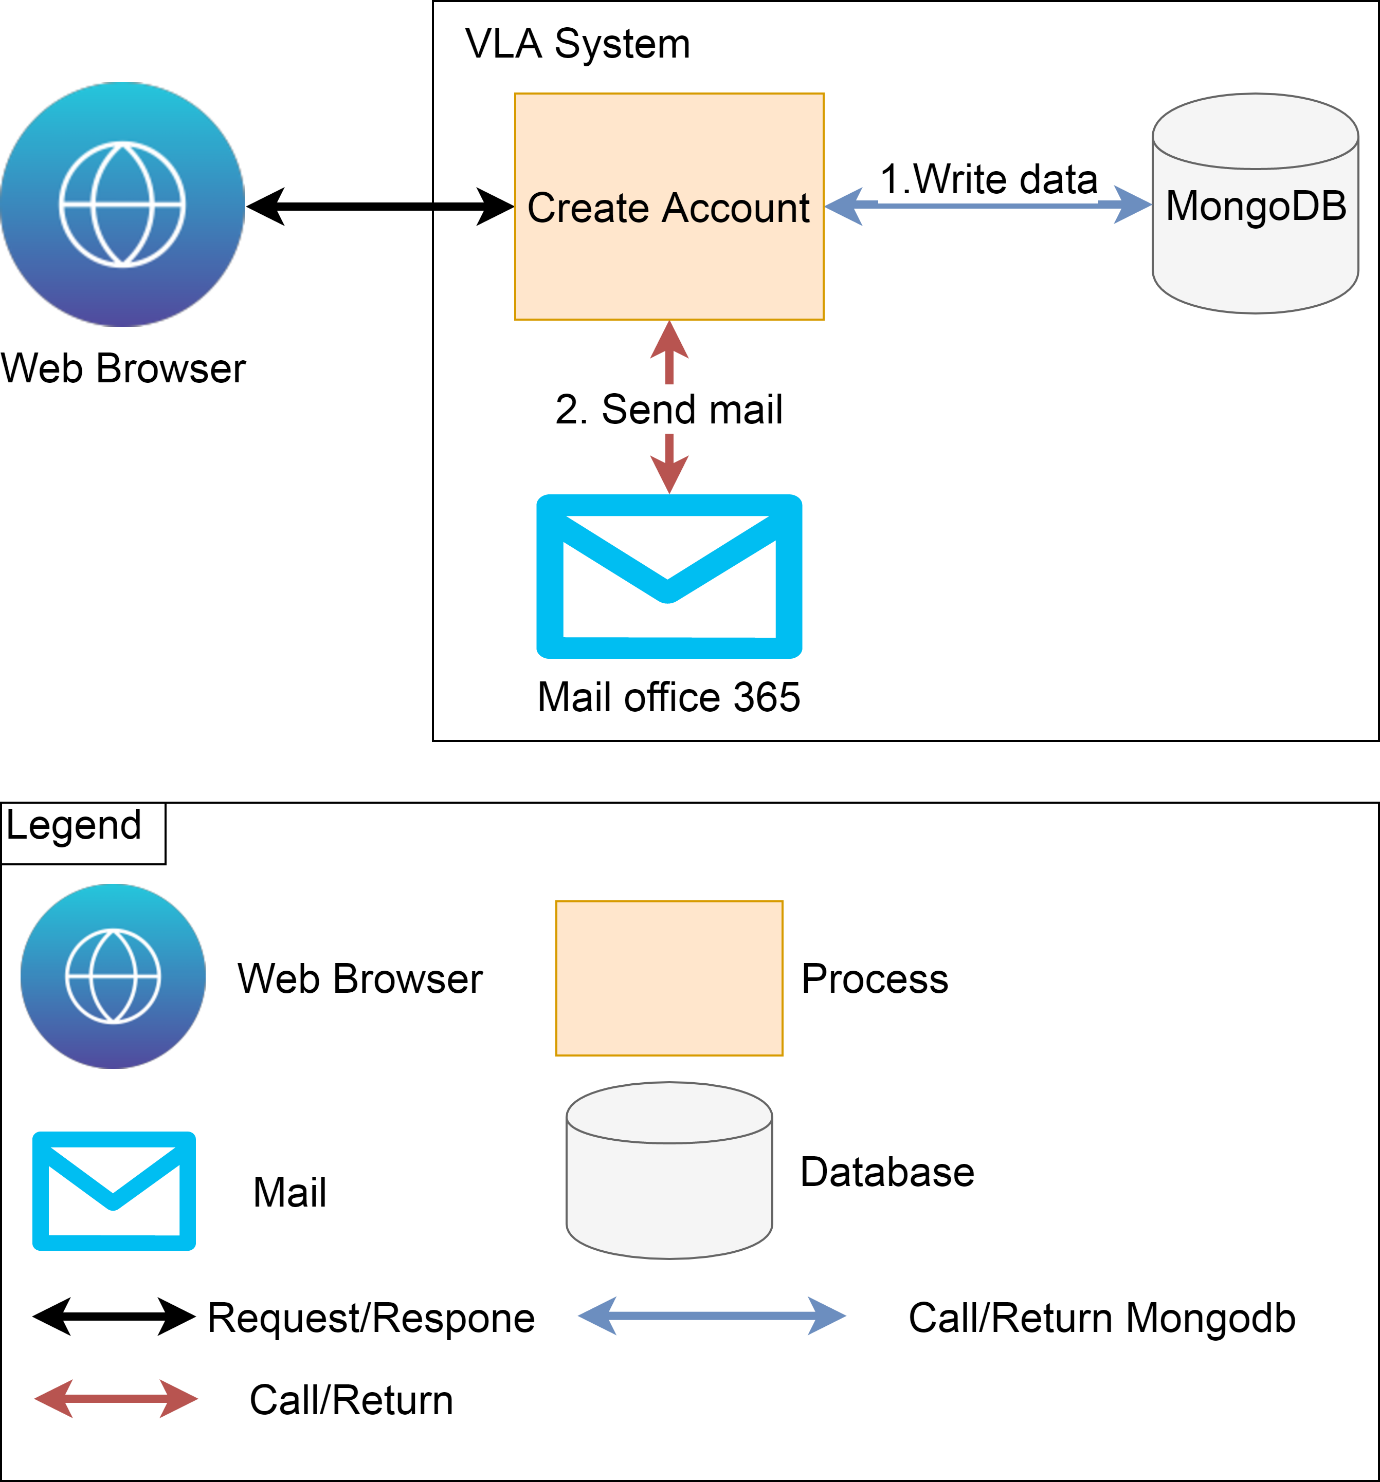 VLA System
Create Account
1.Write data
MongoDB
Web Browser
2. Send mail
Mail office 365
Legend
Web Browser
Process
Mail
Database
Request/Respone
Call/Return Mongodb
Call/Return